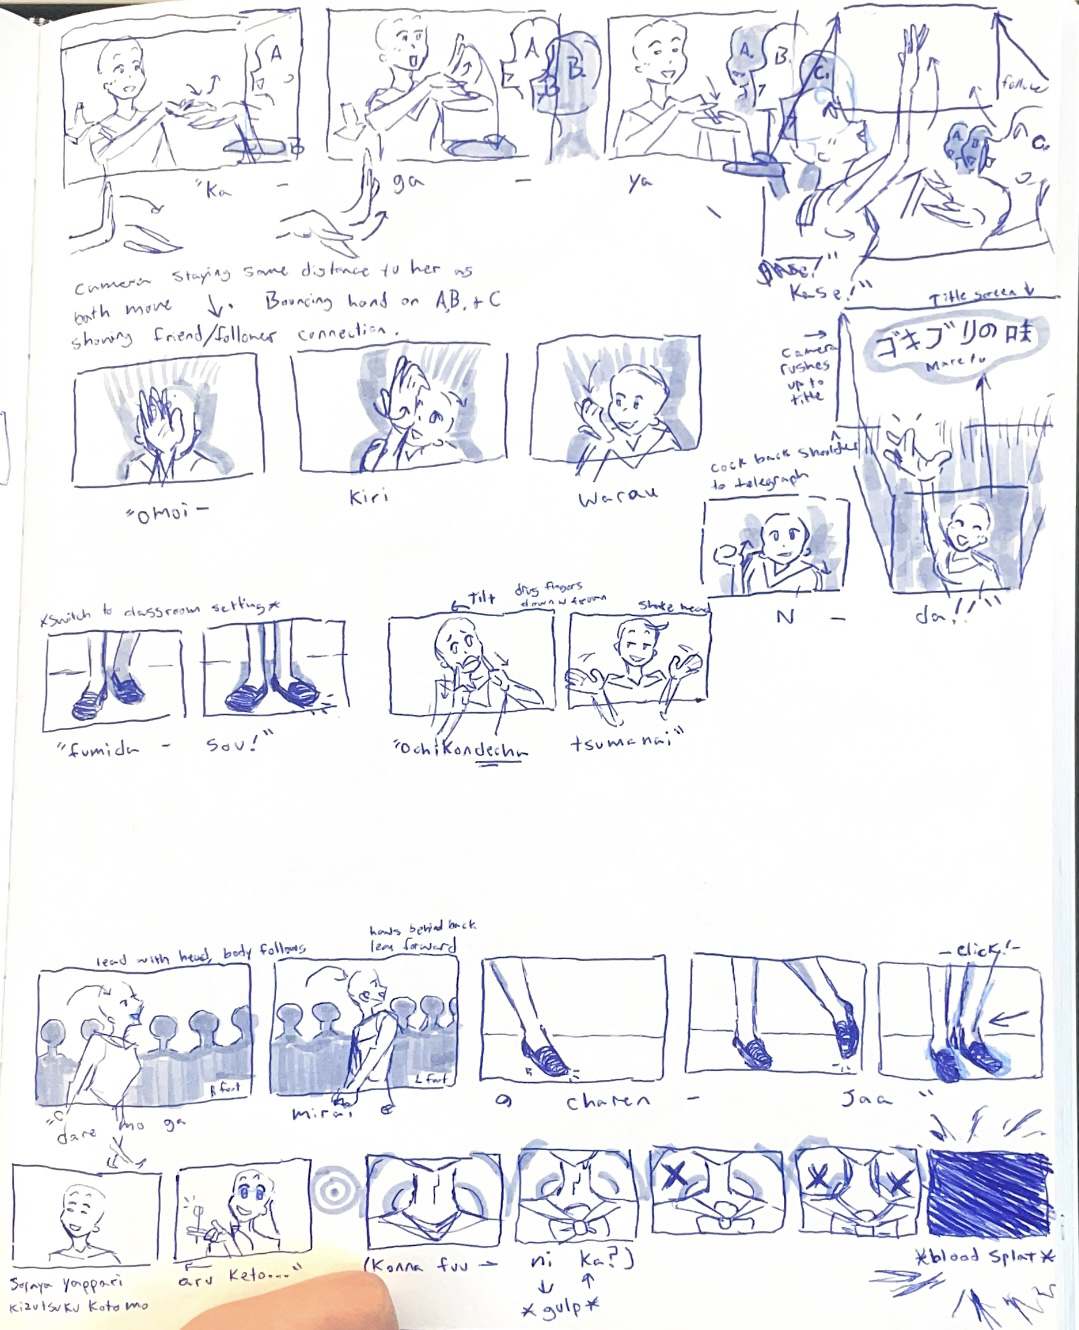 A
B
A
B
B.
A.
B.
C.
C
follow
A
B
C.
"Ka - ga - ya
Kase!"
Camera staying same distance to her as
both move ↓. Bouncing hand on A,B, + C
showing friend/follower connection.
Title screen ↓
ゴキブリの味
Maretu
→
Camera
rushes
up to
title
"Omoi - Kiri Warau
Cock back shoulder
to telegraph
N - da!!""
*Switch to classroom setting*
"fumida - sou!"
Tilt
drag fingers
down w frown
shake head
"Ochikondecha tsumanai"
lead with head, body follows
hands behind back
lean forward
R foot
L foot
- Click! -
"dare mo ga mirai
a charen - Jaa"
Soraya yappari
Kizutsuku Koto mo
aru keto..."
(Konna fuu - ni ka?)
*gulp*
*blood splat*